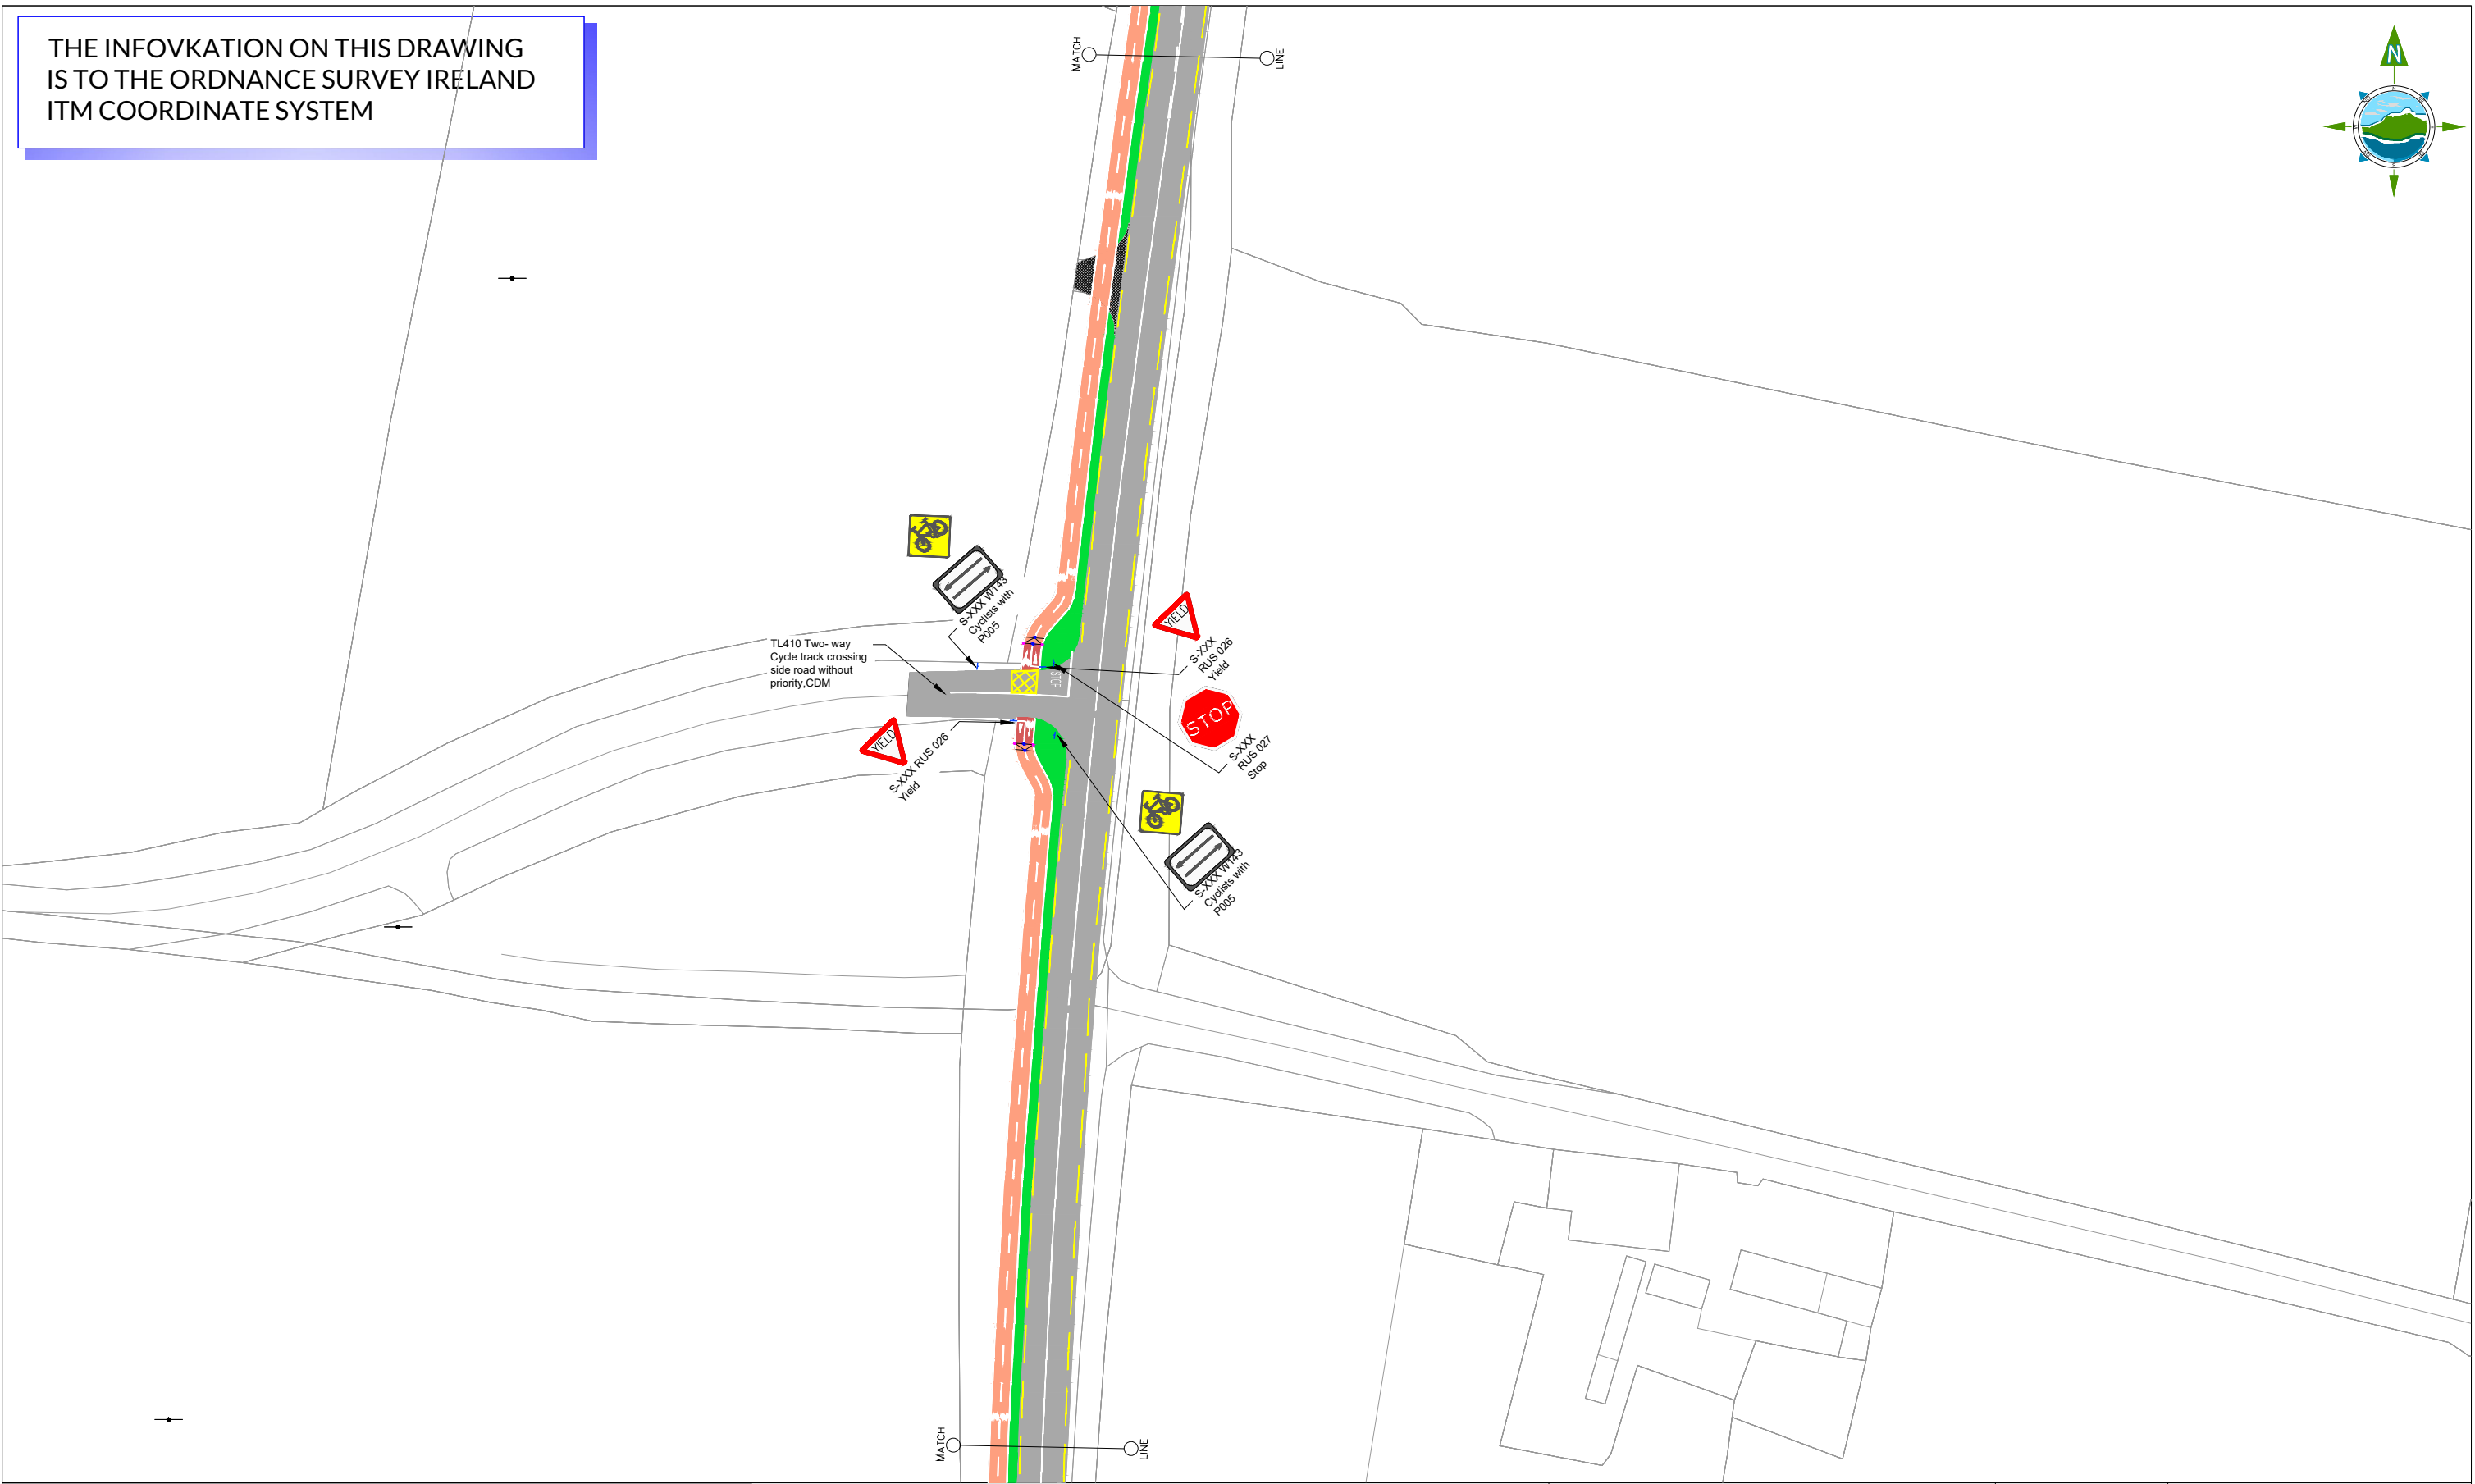 THE INFOVKATION ON THIS DRAWING
IS TO THE ORDNANCE SURVEY IRELAND
ITM COORDINATE SYSTEM
MATCH
LINE
N
S-XXX W143
Cyclists with
P005
TL410 Two- way
Cycle track crossing
side road without
priority,CDM
YIELD
S-XXX
RUS 026
Yield
STOP
STOP
S-XXX
RUS 027
Stop
YIELD
S-XXX RUS 026
Yield
S-XXX W143
Cyclists with
P005
MATCH
LINE